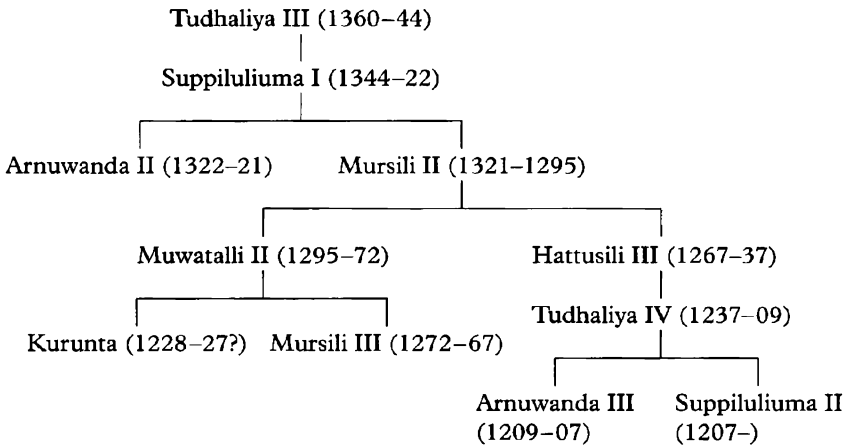 Tudhaliya III (1360–44)
Suppiluliuma I (1344–22)
Arnuwanda II (1322–21)
Mursili II (1321–1295)
Muwatalli II (1295–72)
Hattusili III (1267–37)
Kurunta (1228–27?)
Mursili III (1272–67)
Tudhaliya IV (1237–09)
Arnuwanda III
(1209–07)
Suppiluliuma II
(1207–)